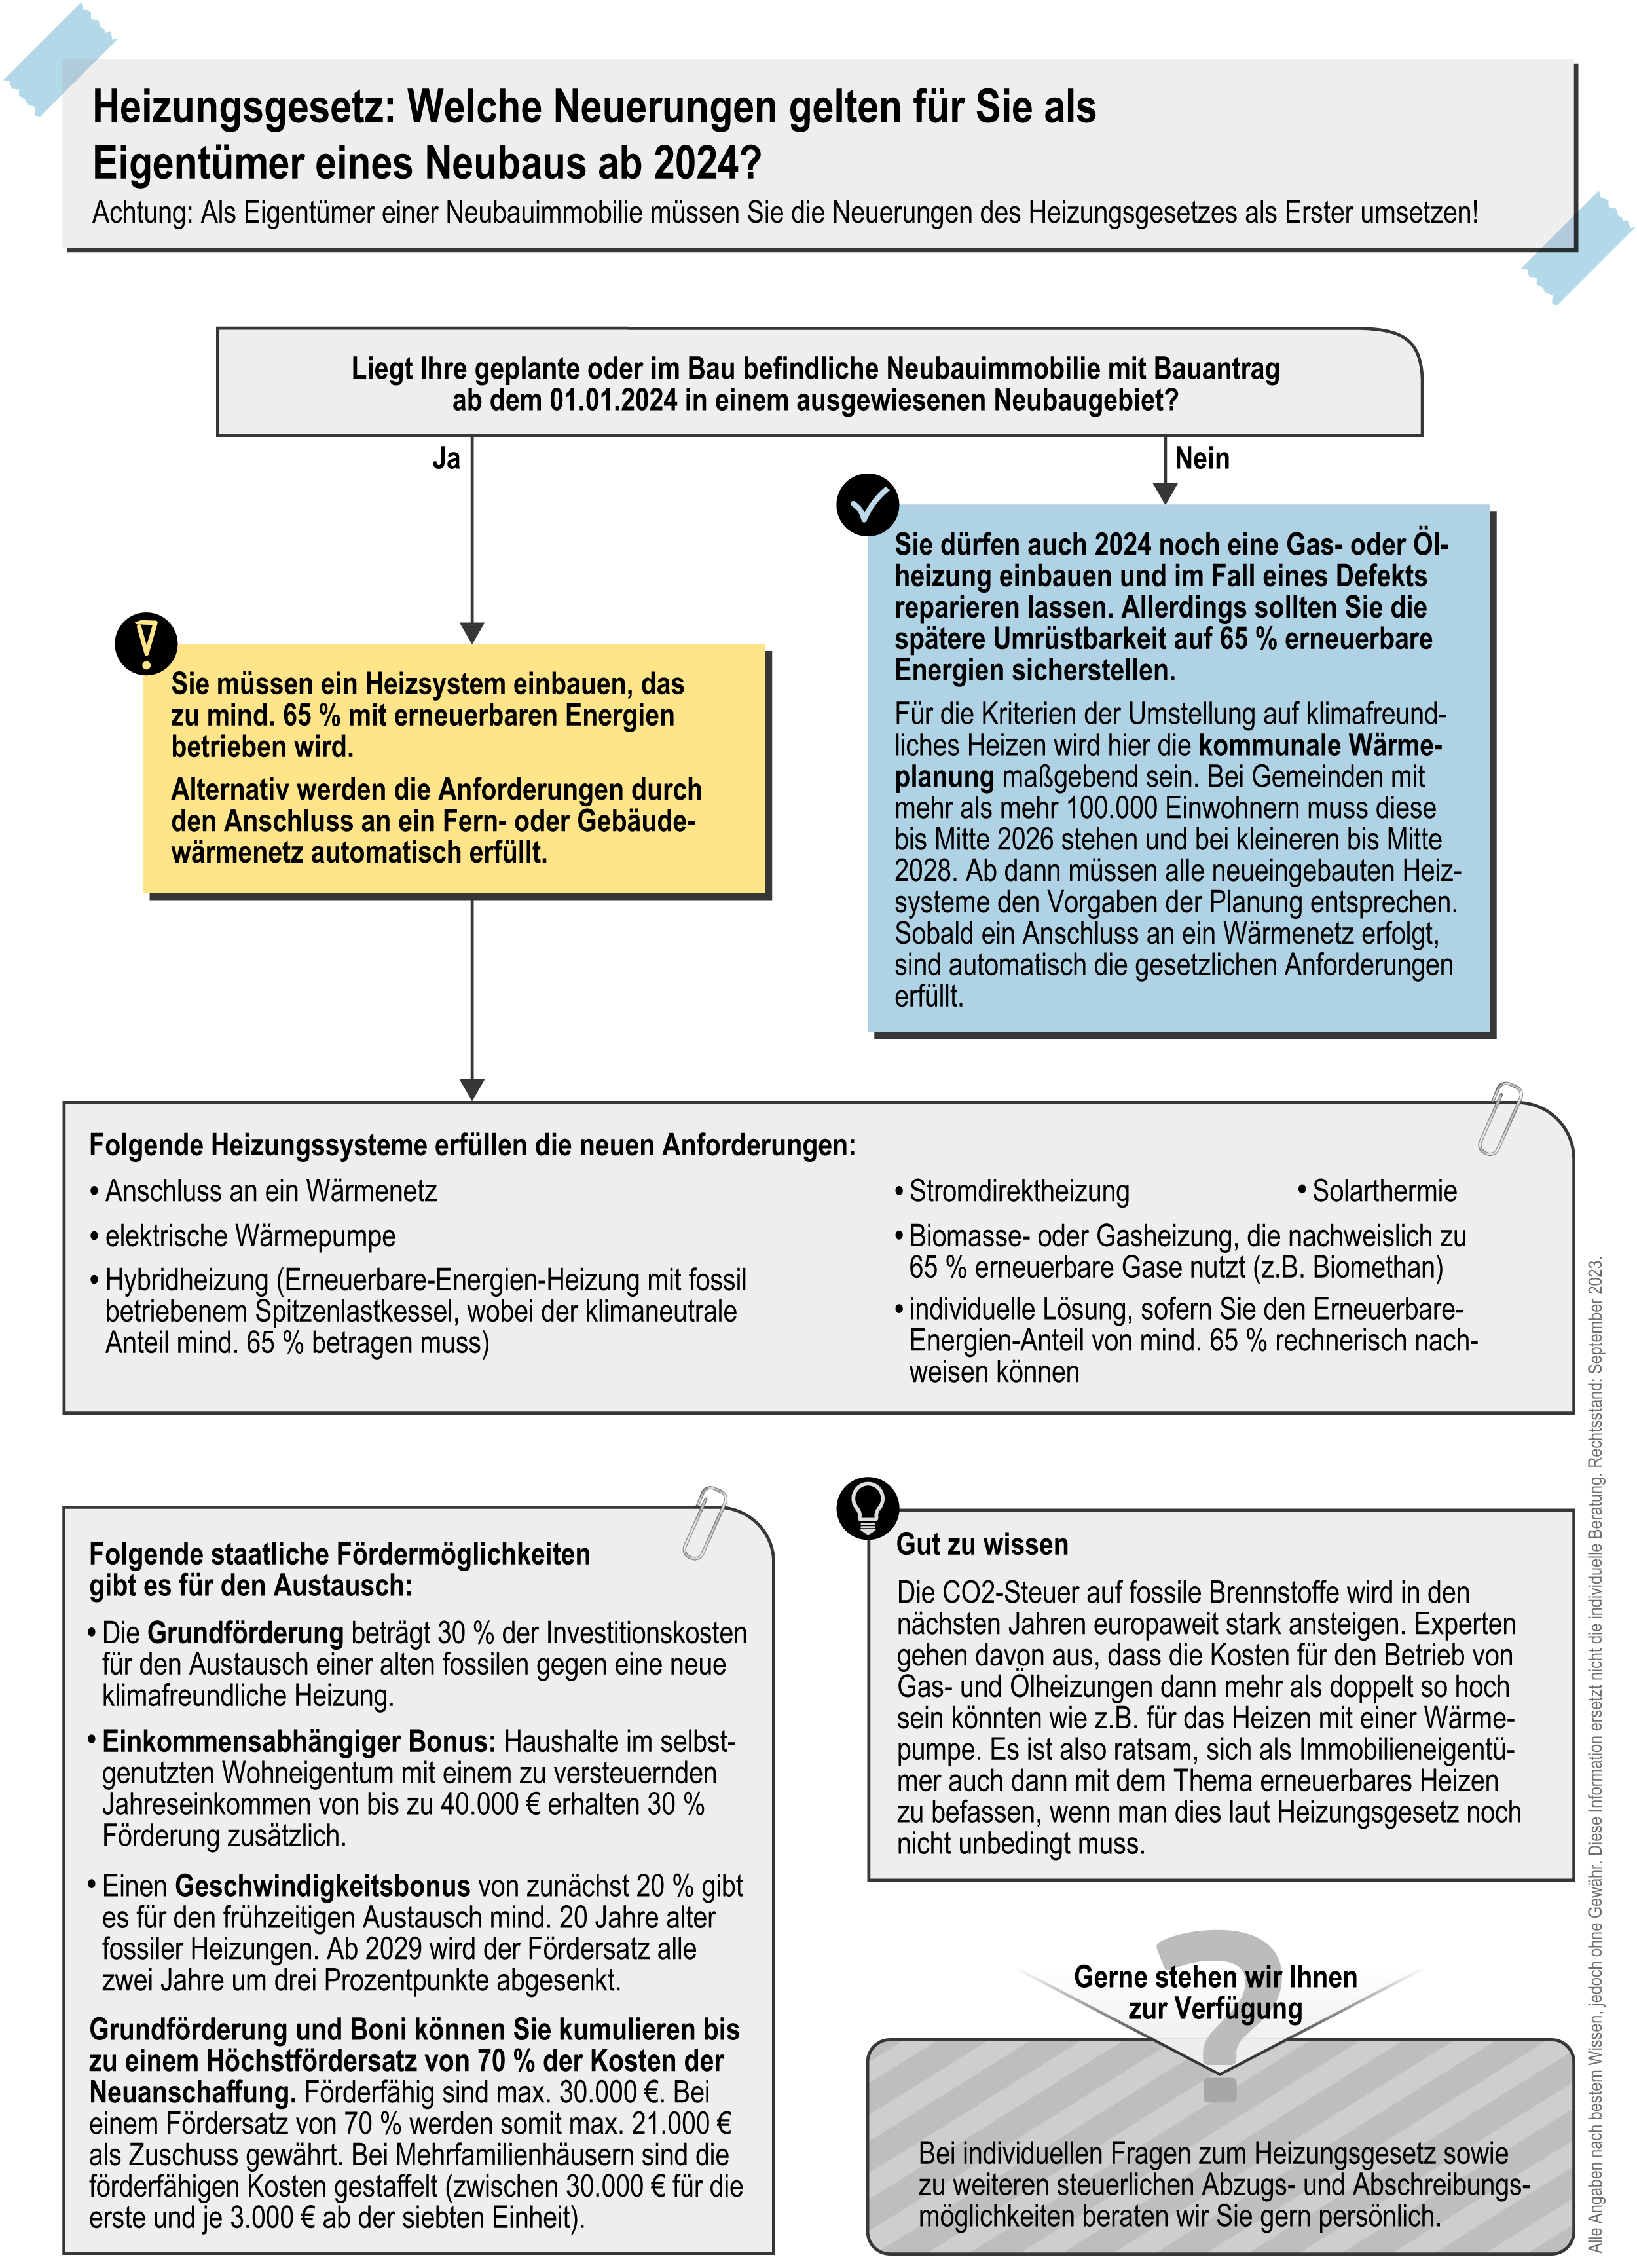 Heizungsgesetz: Welche Neuerungen gelten für Sie als
Eigentümer eines Neubaus ab 2024?
Achtung: Als Eigentümer einer Neubauimmobilie müssen Sie die Neuerungen des Heizungsgesetzes als Erster umsetzen!
Liegt Ihre geplante oder im Bau befindliche Neubauimmobilie mit Bauantrag
ab dem 01.01.2024 in einem ausgewiesenen Neubaugebiet?
Ja
Nein
Sie müssen ein Heizsystem einbauen, das
zu mind. 65 % mit erneuerbaren Energien
betrieben wird.
Alternativ werden die Anforderungen durch
den Anschluss an ein Fern- oder Gebäude-
wärmenetz automatisch erfüllt.
Sie dürfen auch 2024 noch eine Gas- oder Öl-
heizung einbauen und im Fall eines Defekts
reparieren lassen. Allerdings sollten Sie die
spätere Umrüstbarkeit auf 65 % erneuerbare
Energien sicherstellen.
Für die Kriterien der Umstellung auf klimafreund-
liches Heizen wird hier die kommunale Wärme-
planung maßgebend sein. Bei Gemeinden mit
mehr als mehr 100.000 Einwohnern muss diese
bis Mitte 2026 stehen und bei kleineren bis Mitte
2028. Ab dann müssen alle neueingebauten Heiz-
systeme den Vorgaben der Planung entsprechen.
Sobald ein Anschluss an ein Wärmenetz erfolgt,
sind automatisch die gesetzlichen Anforderungen
erfüllt.
Folgende Heizungssysteme erfüllen die neuen Anforderungen:
• Anschluss an ein Wärmenetz
• elektrische Wärmepumpe
• Hybridheizung (Erneuerbare-Energien-Heizung mit fossil
betriebenem Spitzenlastkessel, wobei der klimaneutrale
Anteil mind. 65 % betragen muss)
• Stromdirektheizung
• Solarthermie
• Biomasse- oder Gasheizung, die nachweislich zu
65 % erneuerbare Gase nutzt (z.B. Biomethan)
• individuelle Lösung, sofern Sie den Erneuerbare-
Energien-Anteil von mind. 65 % rechnerisch nach-
weisen können
Folgende staatliche Fördermöglichkeiten
gibt es für den Austausch:
• Die Grundförderung beträgt 30 % der Investitionskosten
für den Austausch einer alten fossilen gegen eine neue
klimafreundliche Heizung.
• Einkommensabhängiger Bonus: Haushalte im selbst-
genutzten Wohneigentum mit einem zu versteuernden
Jahreseinkommen von bis zu 40.000 € erhalten 30 %
Förderung zusätzlich.
• Einen Geschwindigkeitsbonus von zunächst 20 % gibt
es für den frühzeitigen Austausch mind. 20 Jahre alter
fossiler Heizungen. Ab 2029 wird der Fördersatz alle
zwei Jahre um drei Prozentpunkte abgesenkt.
Grundförderung und Boni können Sie kumulieren bis
zu einem Höchstfördersatz von 70 % der Kosten der
Neuanschaffung. Förderfähig sind max. 30.000 €. Bei
einem Fördersatz von 70 % werden somit max. 21.000 €
als Zuschuss gewährt. Bei Mehrfamilienhäusern sind die
förderfähigen Kosten gestaffelt (zwischen 30.000 € für die
erste und je 3.000 € ab der siebten Einheit).
Gut zu wissen
Die CO2-Steuer auf fossile Brennstoffe wird in den
nächsten Jahren europaweit stark ansteigen. Experten
gehen davon aus, dass die Kosten für den Betrieb von
Gas- und Ölheizungen dann mehr als doppelt so hoch
sein könnten wie z.B. für das Heizen mit einer Wärme-
pumpe. Es ist also ratsam, sich als Immobilieneigentü-
mer auch dann mit dem Thema erneuerbares Heizen
zu befassen, wenn man dies laut Heizungsgesetz noch
nicht unbedingt muss.
?
Gerne stehen wir Ihnen
zur Verfügung
Bei individuellen Fragen zum Heizungsgesetz sowie
zu weiteren steuerlichen Abzugs- und Abschreibungs-
möglichkeiten beraten wir Sie gern persönlich.
Alle Angaben nach bestem Wissen, jedoch ohne Gewähr. Diese Information ersetzt nicht die individuelle Beratung. Rechtsstand: September 2023.